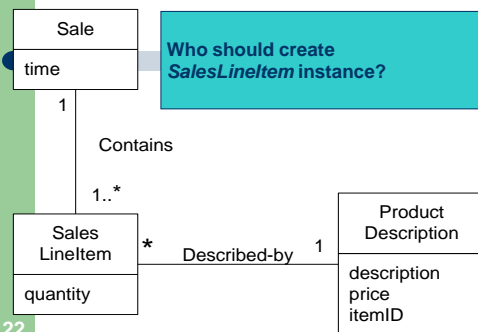 Sale
time
Who should create
SalesLineItem instance?
1
Contains
1..*
Sales
LineItem
quantity
*
Described-by
1
Product
Description
description
price
itemID
22